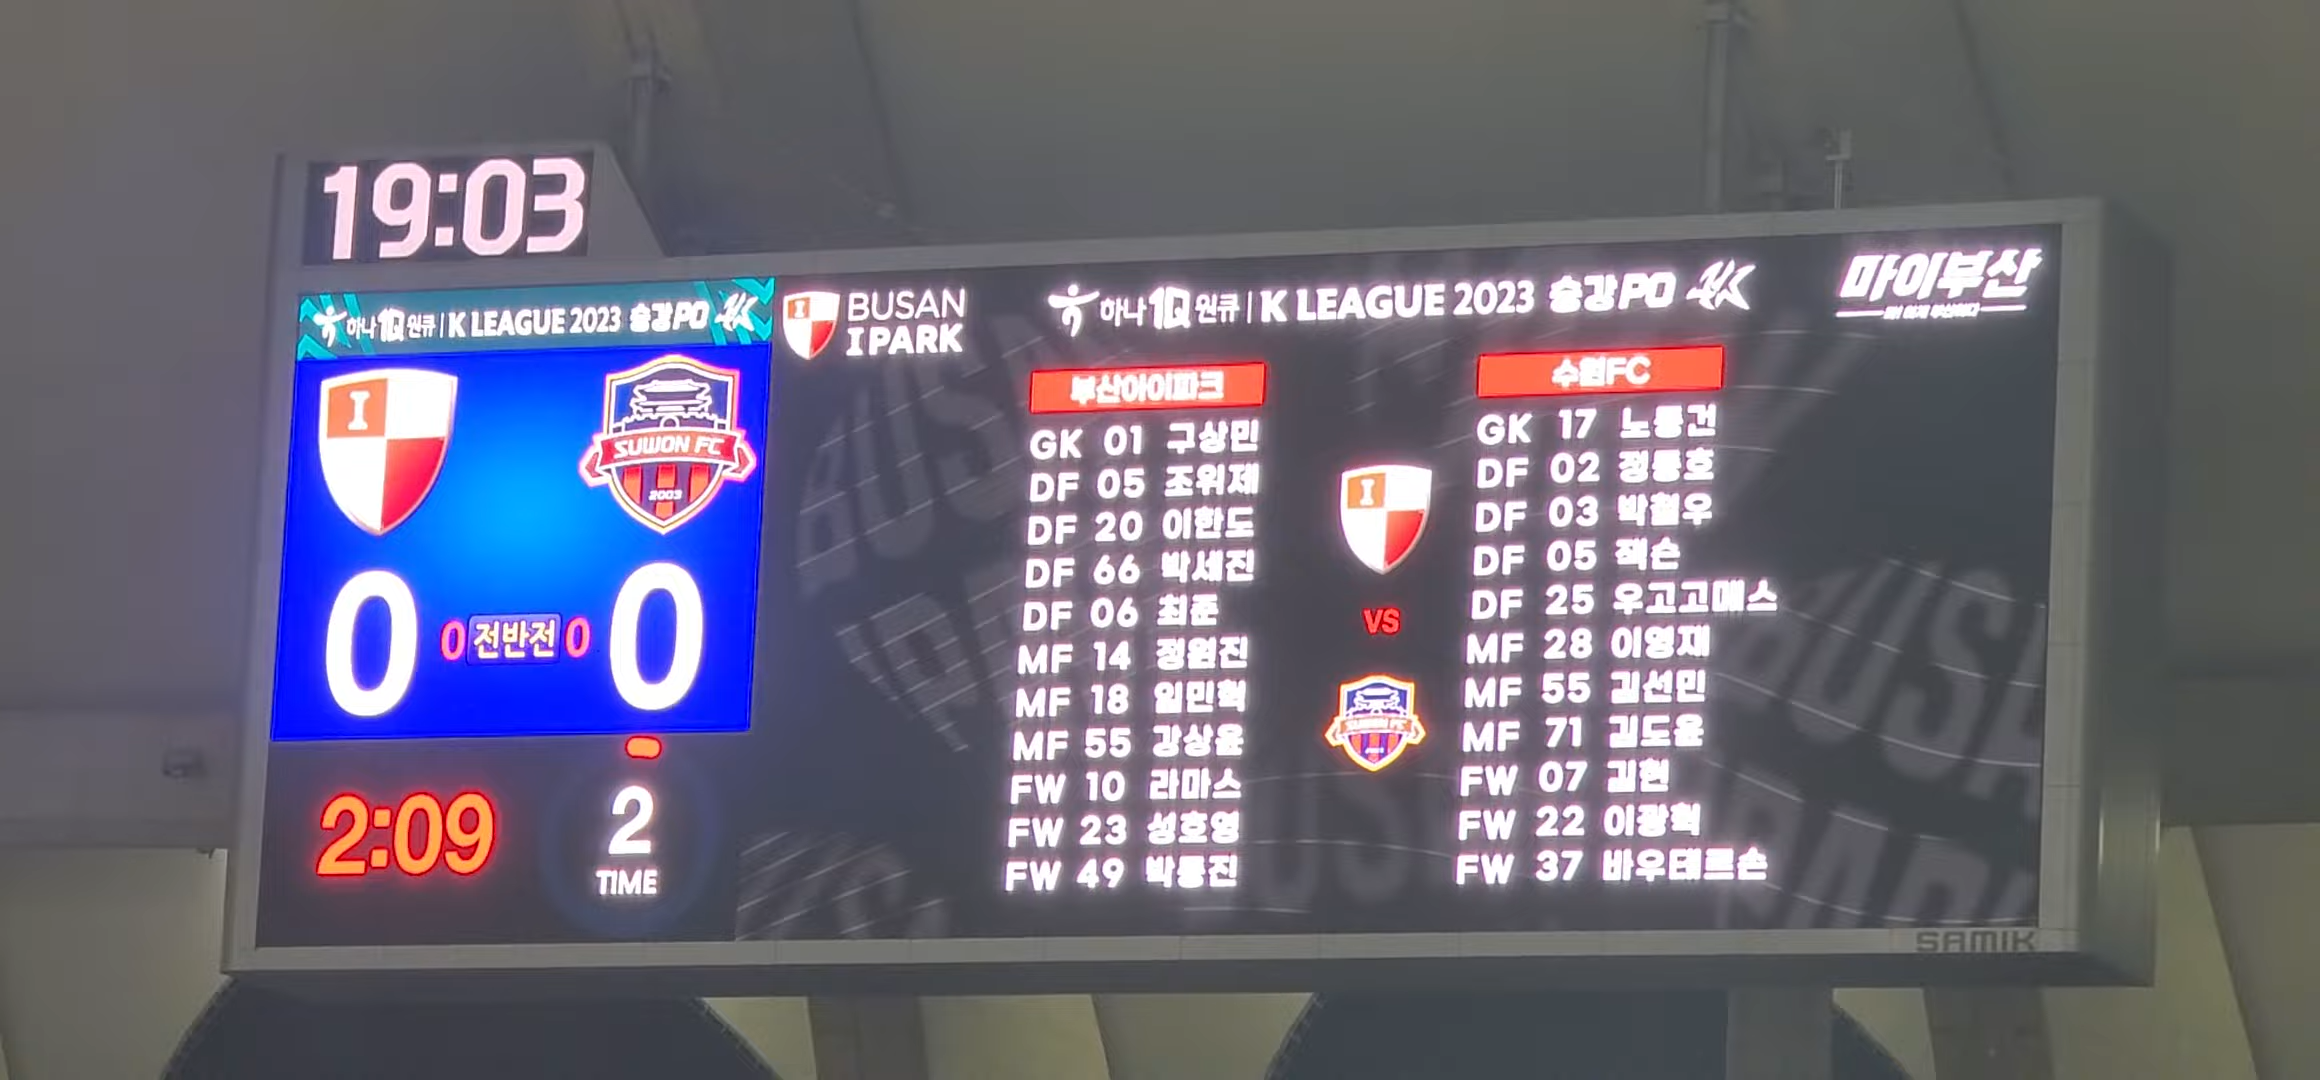 19:03
하나 1Q 원큐 | K LEAGUE 2023 승강PO
I
SUWON FC
2003
0 0 전반전 0 0
2:09
2
TIME
BUSAN
I PARK
하나 1Q 원큐 | K LEAGUE 2023 승강PO
마이부산
부산아이파크
GK 01 구상민
DF 05 조위제
DF 20 이한도
DF 66 박세진
DF 06 최준
MF 14 정원진
MF 18 임민혁
MF 55 강상윤
FW 10 라마스
FW 23 성호영
FW 49 박동진
I
VS
SUWON FC
수원FC
GK 17 노동건
DF 02 정동호
DF 03 박철우
DF 05 잭슨
DF 25 우고고메스
MF 28 이영재
MF 55 김선민
MF 71 김도윤
FW 07 김현
FW 22 이광혁
FW 37 바우테르손
SAMIK